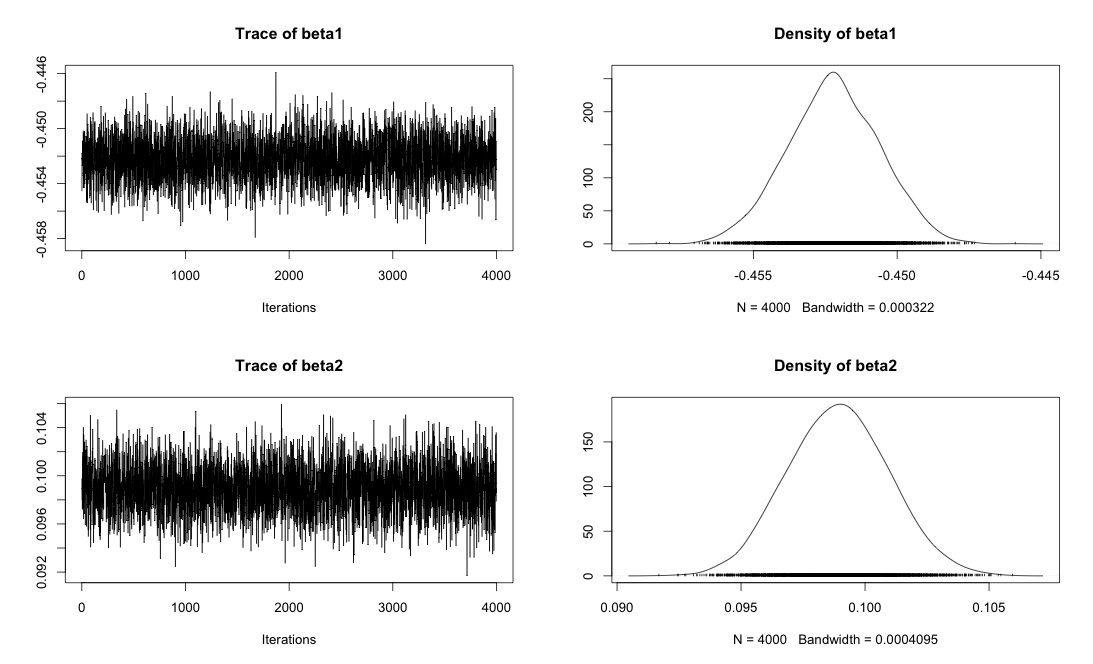 Trace of beta1
-0.458 -0.454 -0.450 -0.446
0 1000 2000 3000 4000
Iterations
Density of beta1
0 50 100 200
-0.455 -0.450 -0.445
N = 4000 Bandwidth = 0.000322
Trace of beta2
0.092 0.096 0.100 0.104
0 1000 2000 3000 4000
Iterations
Density of beta2
0 50 100 150
0.090 0.095 0.100 0.105
N = 4000 Bandwidth = 0.0004095